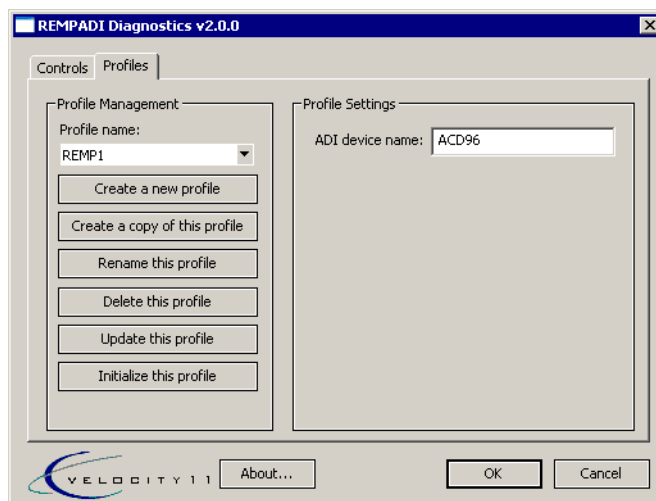 REMPADI Diagnostics v2.0.0
Controls Profiles
Profile Management
Profile name:
REMP1
Create a new profile
Create a copy of this profile
Rename this profile
Delete this profile
Update this profile
Initialize this profile
Profile Settings
ADI device name: ACD96
VELOCITY11
About...
OK
Cancel